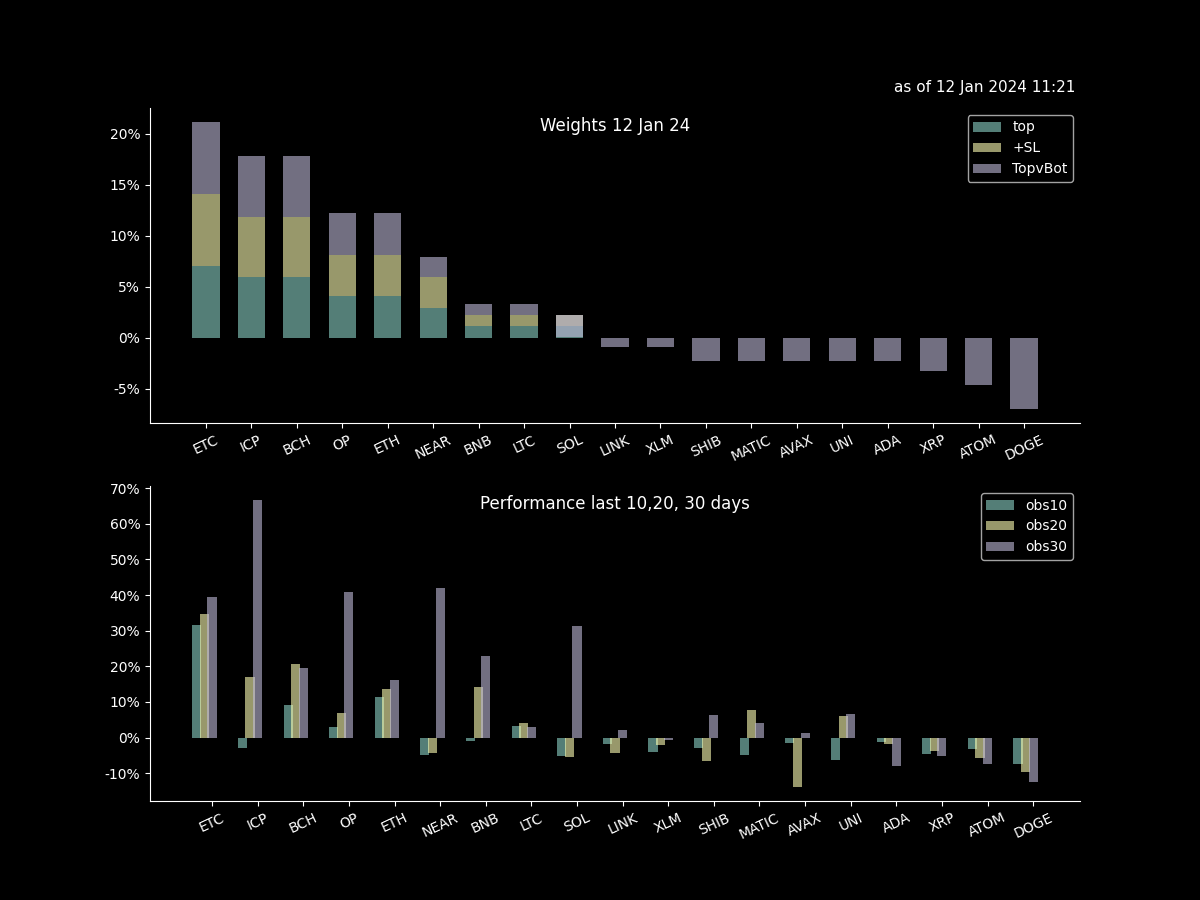 as of 12 Jan 2024 11:21
Weights 12 Jan 24
top
+SL
TopvBot
20%
15%
10%
5%
0%
-5%
ETC ICP BCH OP ETH NEAR BNB LTC SOL LINK XLM SHIB MATIC AVAX UNI ADA XRP ATOM DOGE
Performance last 10,20, 30 days
obs10
obs20
obs30
70%
60%
50%
40%
30%
20%
10%
0%
-10%
ETC ICP BCH OP ETH NEAR BNB LTC SOL LINK XLM SHIB MATIC AVAX UNI ADA XRP ATOM DOGE